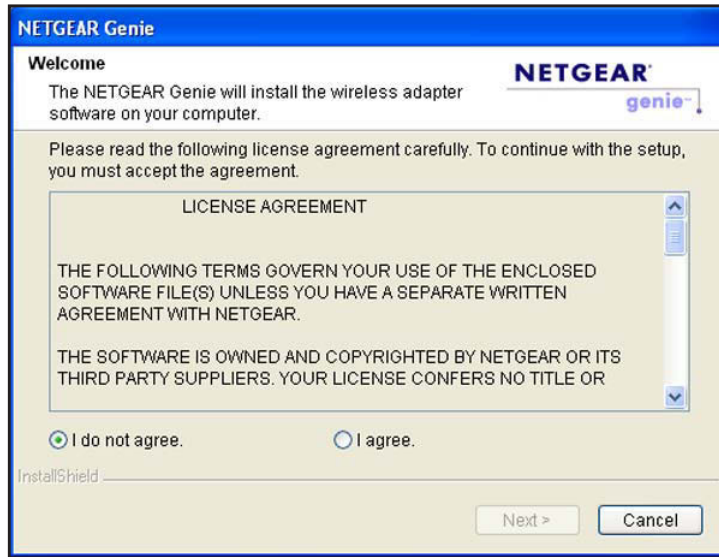 NETGEAR Genie
Welcome
The NETGEAR Genie will install the wireless adapter
software on your computer.
NETGEAR
genie™
Please read the following license agreement carefully. To continue with the setup,
you must accept the agreement.
LICENSE AGREEMENT
THE FOLLOWING TERMS GOVERN YOUR USE OF THE ENCLOSED
SOFTWARE FILE(S) UNLESS YOU HAVE A SEPARATE WRITTEN
AGREEMENT WITH NETGEAR.
THE SOFTWARE IS OWNED AND COPYRIGHTED BY NETGEAR OR ITS
THIRD PARTY SUPPLIERS. YOUR LICENSE CONFERS NO TITLE OR
I do not agree. I agree.
InstallShield
Next > Cancel